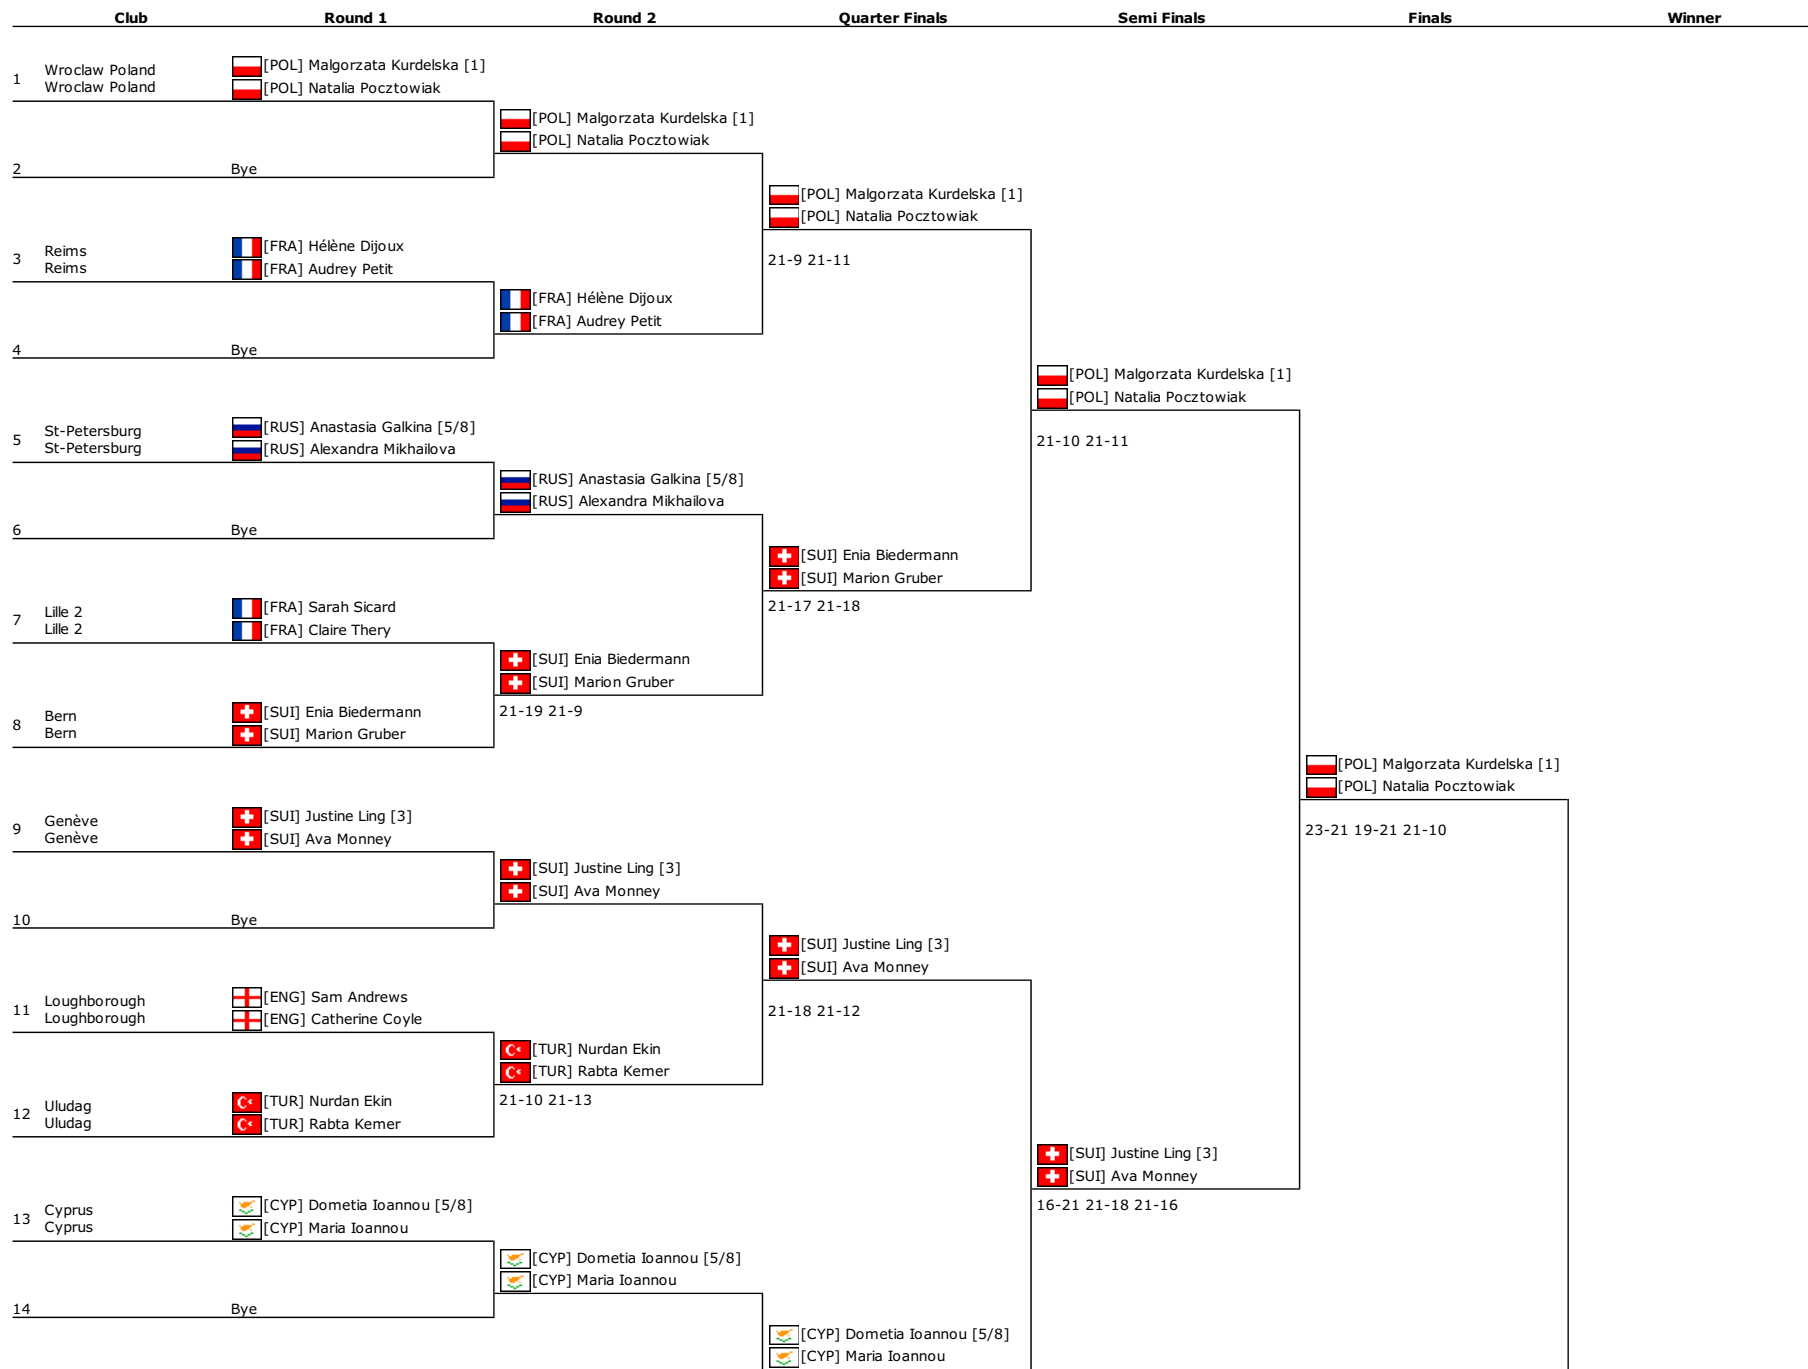 Club Round 1 Round 2 Quarter Finals Semi Finals Finals Winner
1 Wroclaw Poland [POL] Malgorzata Kurdelska [1]
Wroclaw Poland [POL] Natalia Pocztowiak
[POL] Malgorzata Kurdelska [1]
[POL] Natalia Pocztowiak
2 Bye
[POL] Malgorzata Kurdelska [1]
[POL] Natalia Pocztowiak
3 Reims [FRA] Hélène Dijoux
Reims [FRA] Audrey Petit
21-9 21-11
[FRA] Hélène Dijoux
[FRA] Audrey Petit
4 Bye
[POL] Malgorzata Kurdelska [1]
[POL] Natalia Pocztowiak
5 St-Petersburg [RUS] Anastasia Galkina [5/8]
St-Petersburg [RUS] Alexandra Mikhailova
21-10 21-11
[RUS] Anastasia Galkina [5/8]
[RUS] Alexandra Mikhailova
6 Bye
[SUI] Enia Biedermann
[SUI] Marion Gruber
7 Lille 2 [FRA] Sarah Sicard
Lille 2 [FRA] Claire Thery
21-17 21-18
[SUI] Enia Biedermann
[SUI] Marion Gruber
8 Bern [SUI] Enia Biedermann
Bern [SUI] Marion Gruber
21-19 21-9
[POL] Malgorzata Kurdelska [1]
[POL] Natalia Pocztowiak
9 Genève [SUI] Justine Ling [3]
Genève [SUI] Ava Monney
23-21 19-21 21-10
[SUI] Justine Ling [3]
[SUI] Ava Monney
10 Bye
[SUI] Justine Ling [3]
[SUI] Ava Monney
11 Loughborough [ENG] Sam Andrews
Loughborough [ENG] Catherine Coyle
21-18 21-12
[TUR] Nurdan Ekin
[TUR] Rabta Kemer
12 Uludag [TUR] Nurdan Ekin
Uludag [TUR] Rabta Kemer
21-10 21-13
[SUI] Justine Ling [3]
[SUI] Ava Monney
13 Cyprus [CYP] Dometia Ioannou [5/8]
Cyprus [CYP] Maria Ioannou
16-21 21-18 21-16
[CYP] Dometia Ioannou [5/8]
[CYP] Maria Ioannou
14 Bye
[CYP] Dometia Ioannou [5/8]
[CYP] Maria Ioannou